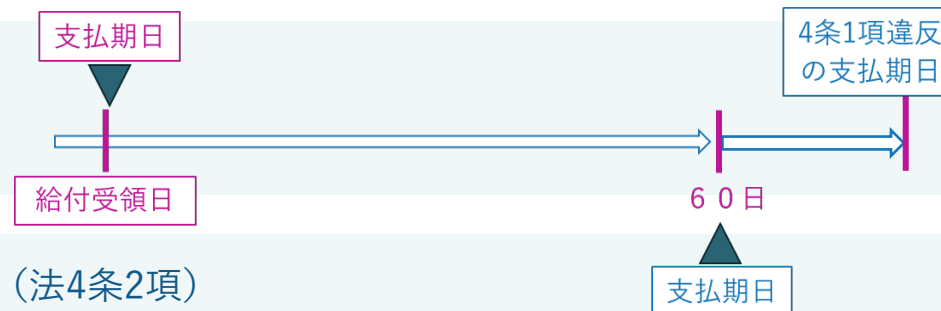 支払期日
4条1項違反
の支払期日
給付受領日
６０日
(法4条2項)
支払期日